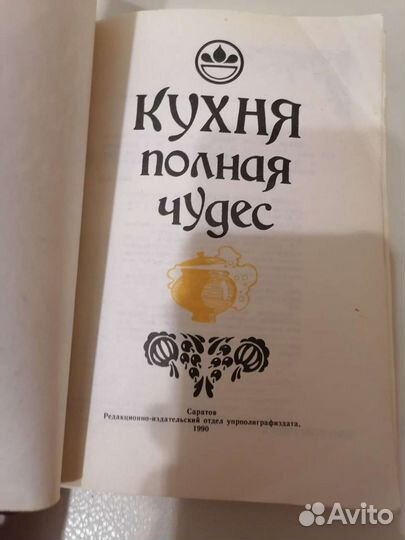 КУХНЯ
ПОЛНАЯ
ЧУДЕС
Саратов
Редакционно-издательский отдел упрполиграфиздата,
1990
Avito